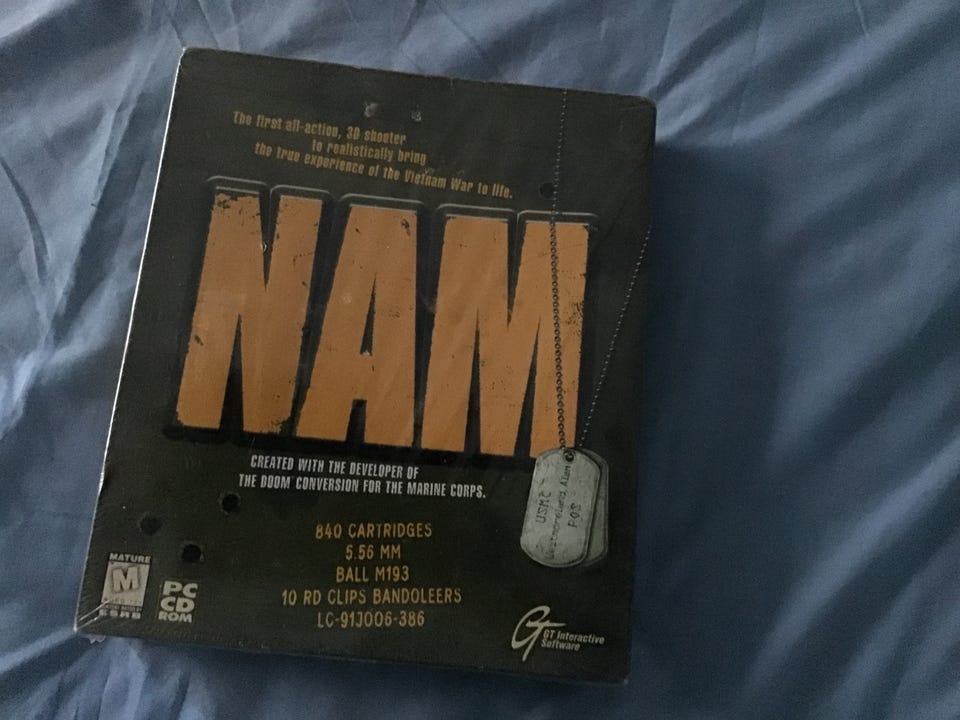 The first all-action, 3D shooter
to realistically bring
the true experience of the Vietnam War to life.
NAM
CREATED WITH THE DEVELOPER OF
THE DOOM CONVERSION FOR THE MARINE CORPS.
840 CARTRIDGES
5.56 MM
BALL M193
10 RD CLIPS BANDOLEERS
LC-91J006-386
USMC
Alan
POS
MATURE
M
ESRB
PC
CD
ROM
GT
GT Interactive
Software